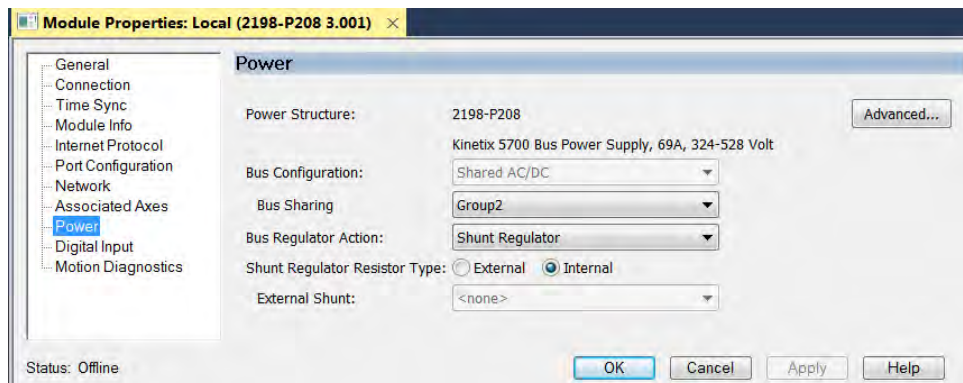 Module Properties: Local (2198-P208 3.001)
General
Connection
Time Sync
Module Info
Internet Protocol
Port Configuration
Network
Associated Axes
Power
Digital Input
Motion Diagnostics
Power
Power Structure: 2198-P208 Advanced...
Kinetix 5700 Bus Power Supply, 69A, 324-528 Volt
Bus Configuration: Shared AC/DC
Bus Sharing Group2
Bus Regulator Action: Shunt Regulator
Shunt Regulator Resistor Type: External Internal
External Shunt: <none>
Status: Offline OK Cancel Apply Help